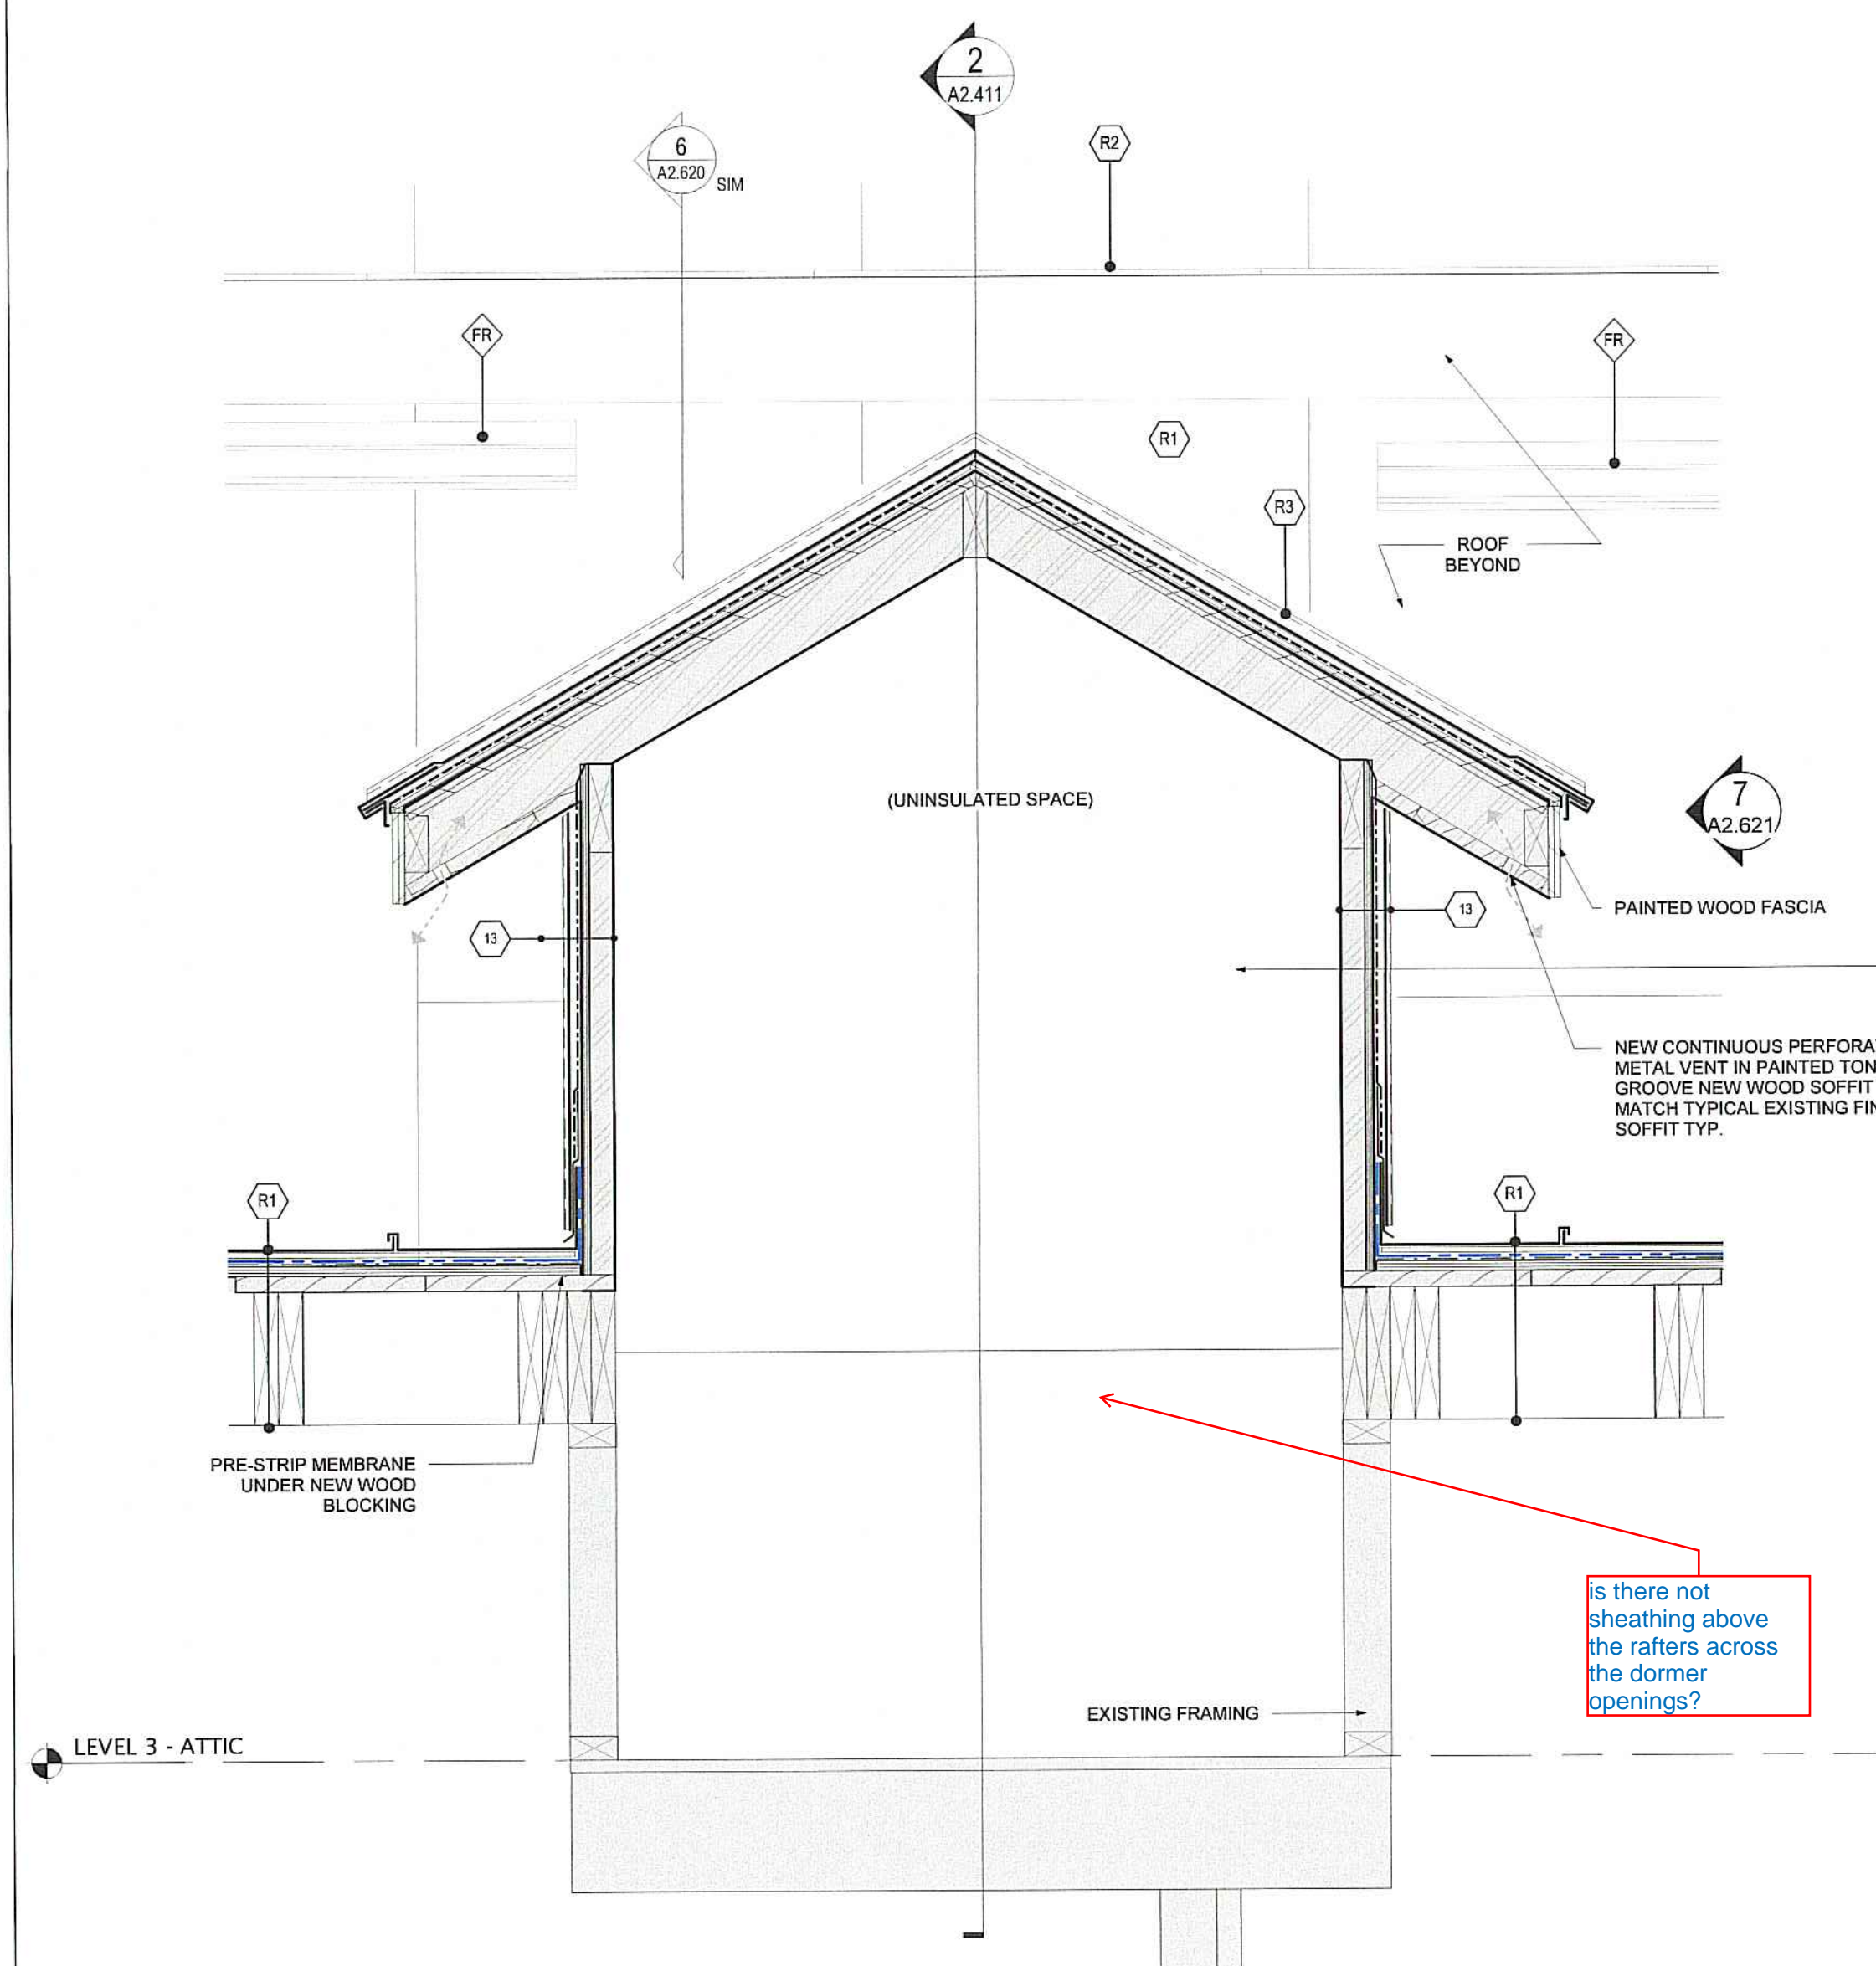 2
A2.411
6
A2.620
SIM
R2
FR
FR
R1
R3
ROOF
BEYOND
(UNINSULATED SPACE)
7
A2.621
13
13
PAINTED WOOD FASCIA
NEW CONTINUOUS PERFORA
METAL VENT IN PAINTED TON
GROOVE NEW WOOD SOFFIT
MATCH TYPICAL EXISTING FIN
SOFFIT TYP.
R1
R1
PRE-STRIP MEMBRANE
UNDER NEW WOOD
BLOCKING
is there not
sheathing above
the rafters across
the dormer
openings?
EXISTING FRAMING
LEVEL 3 - ATTIC